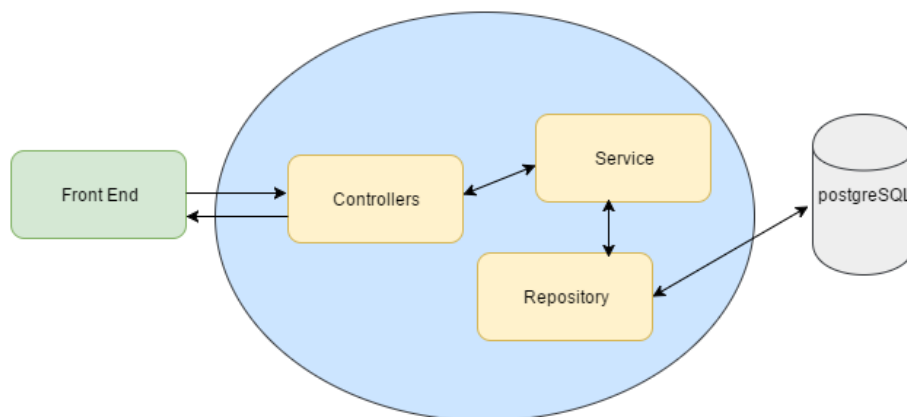 Front End
Controllers
Service
Repository
postgreSQL